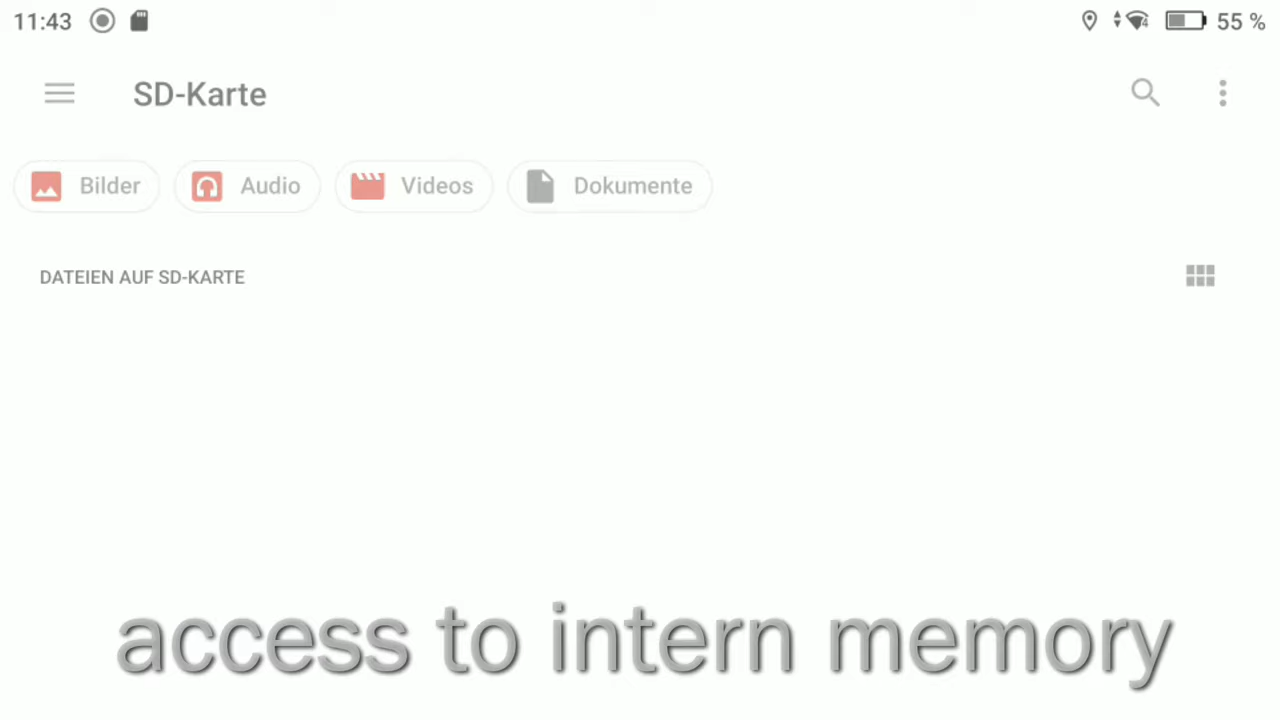 11:43 55 %
SD-Karte
Bilder Audio Videos Dokumente
DATEIEN AUF SD-KARTE
access to intern memory